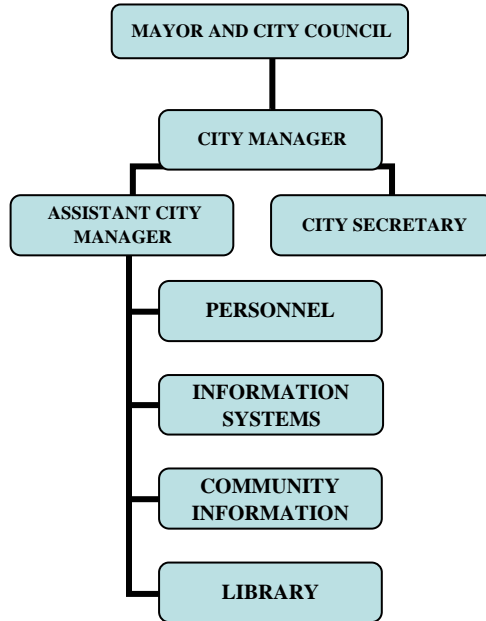 MAYOR AND CITY COUNCIL
CITY MANAGER
ASSISTANT CITY
MANAGER
CITY SECRETARY
PERSONNEL
INFORMATION
SYSTEMS
COMMUNITY
INFORMATION
LIBRARY